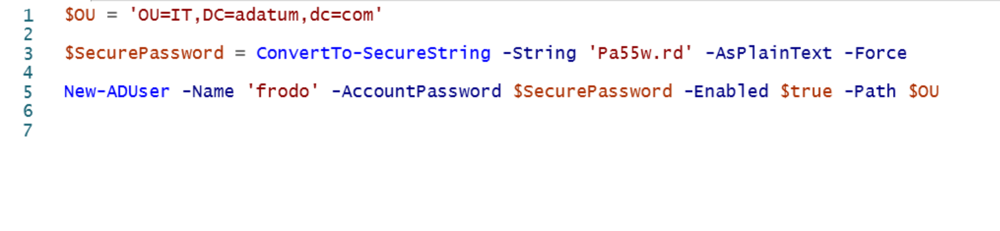 1 $OU = 'OU=IT,DC=adatum,dc=com'
2
3 $SecurePassword = ConvertTo-SecureString -String 'Pa55w.rd' -AsPlainText -Force
4
5 New-ADUser -Name 'frodo' -AccountPassword $SecurePassword -Enabled $true -Path $OU
6
7